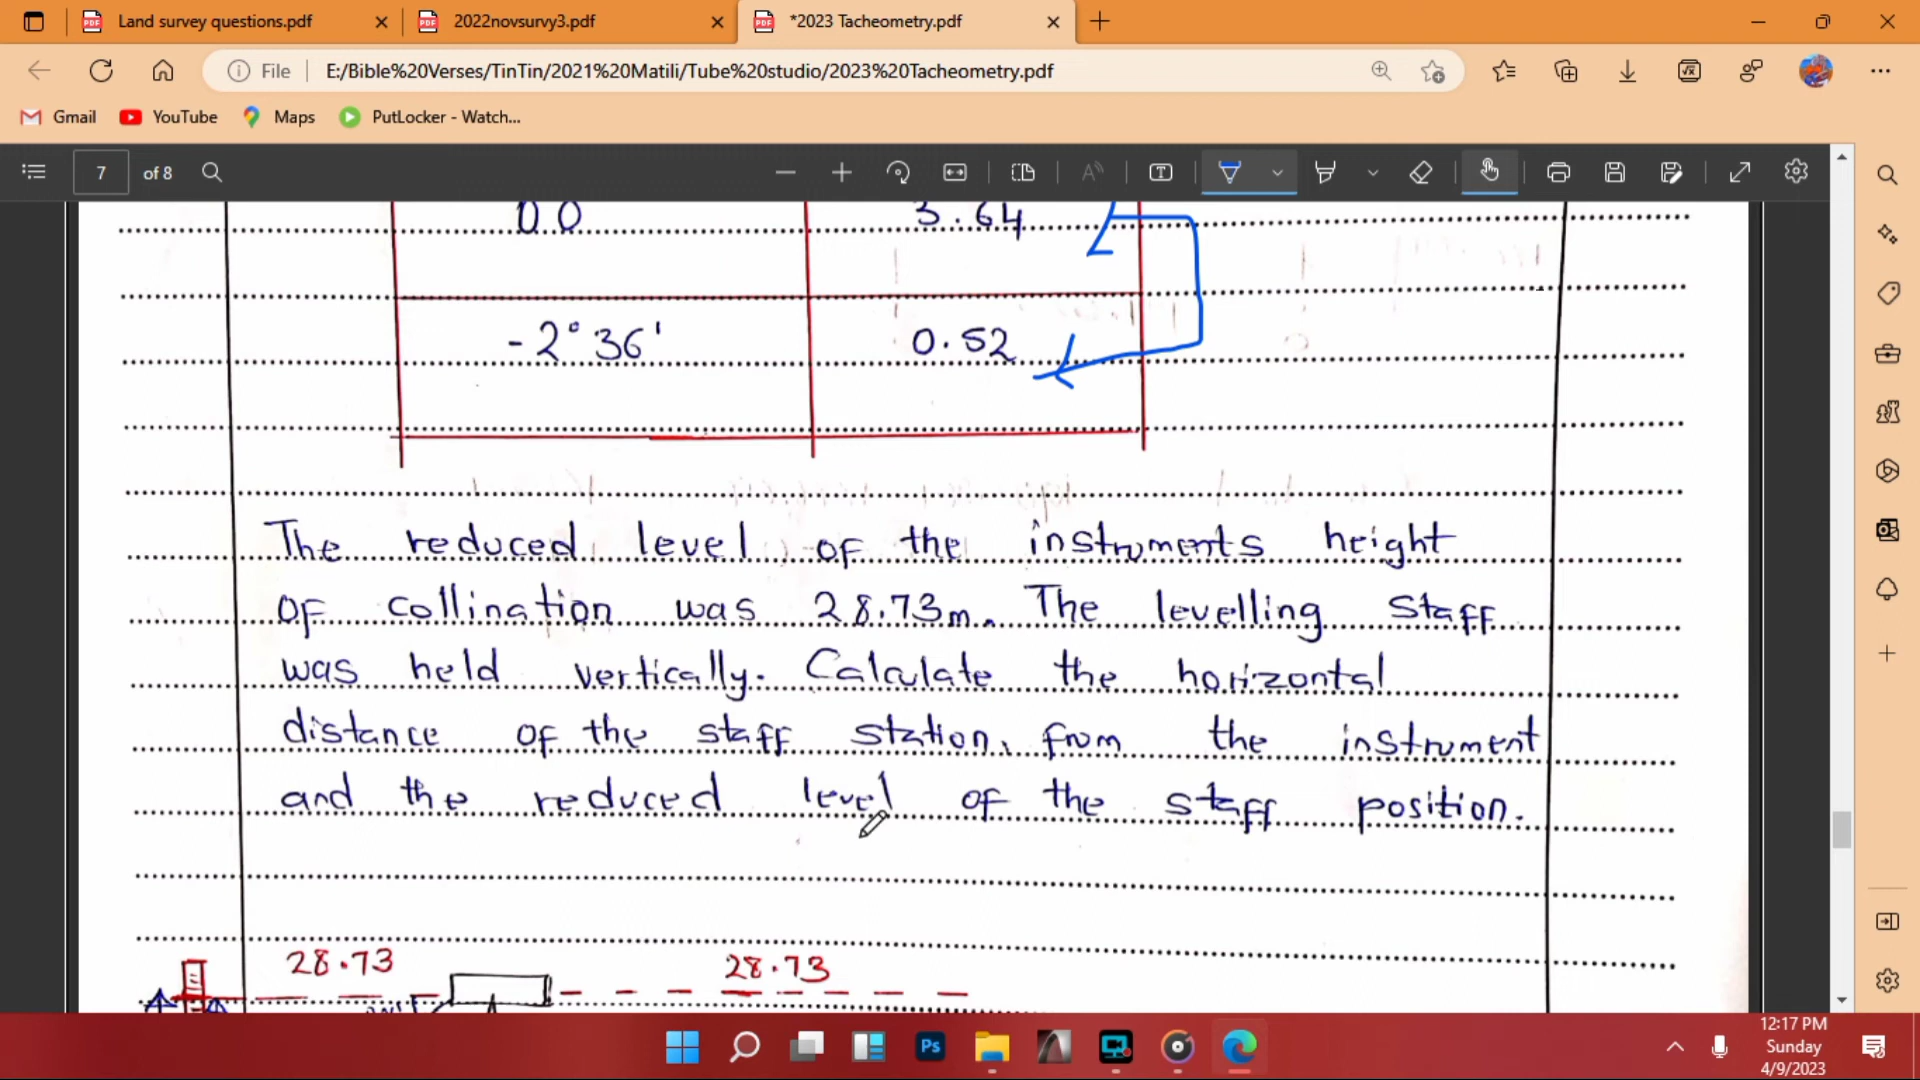 Land survey questions.pdf
2022novsurvy3.pdf
*2023 Tacheometry.pdf
File
E:/Bible%20Verses/TinTin/2021%20Matili/Tube%20studio/2023%20Tacheometry.pdf
Gmail
YouTube
Maps
PutLocker - Watch...
7
of 8
00
3.64
-2° 36'
0.52
The reduced level of the instruments height
of collination was 28.73m. The levelling staff
was held vertically. Calculate the horizontal
distance of the staff station, from the instrument
and the reduced level of the staff position.
28.73
28.73
Ps
12:17 PM
Sunday
4/9/2023